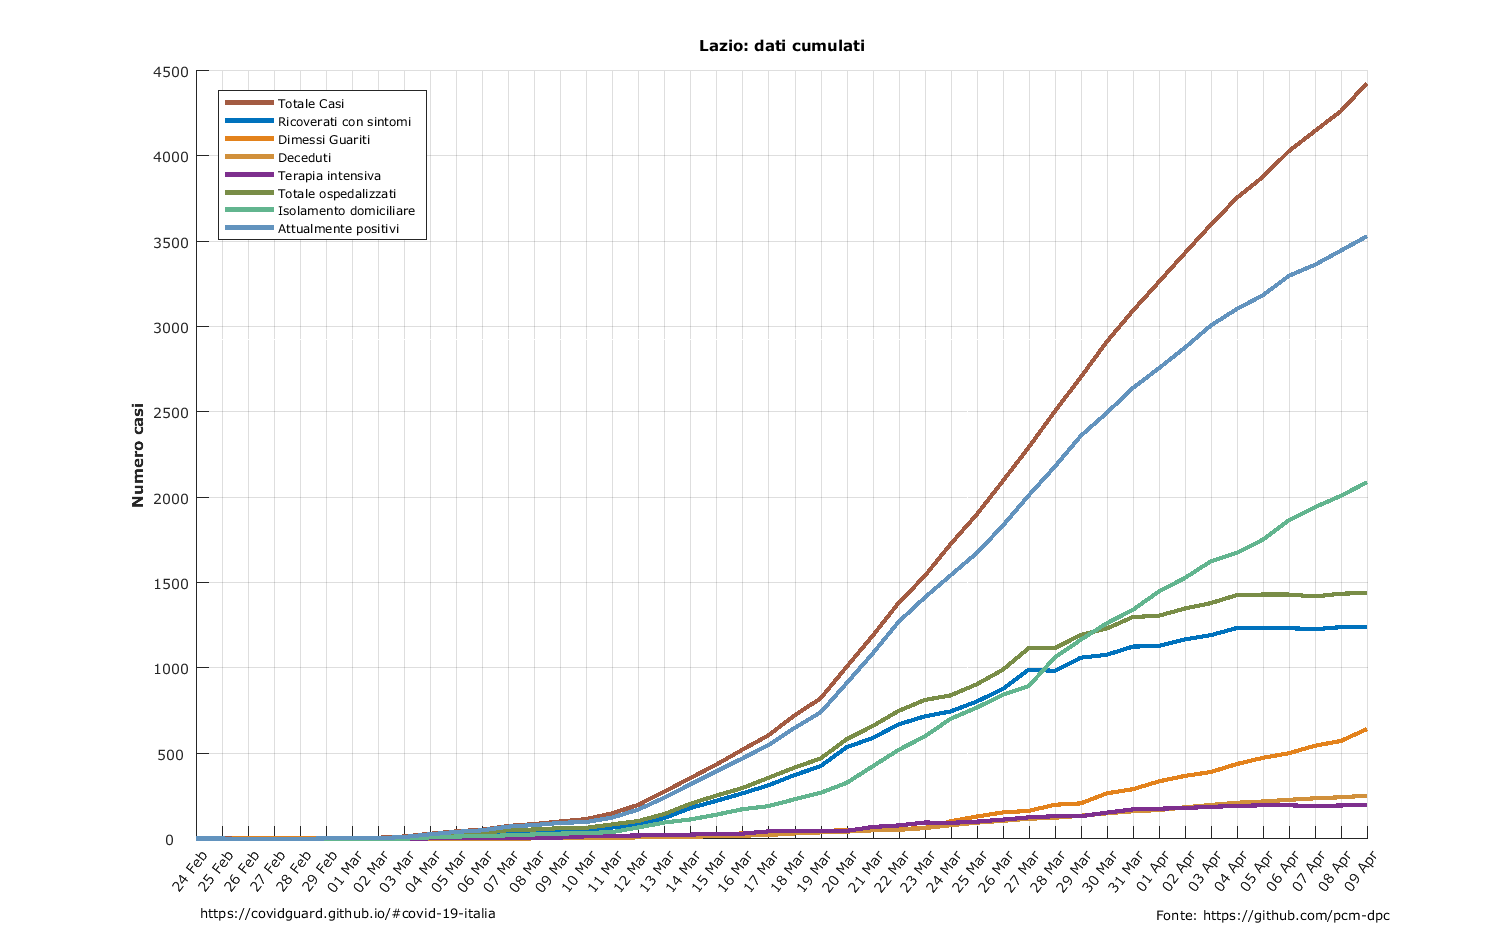 Lazio: dati cumulati
4500
4000
3500
3000
2500
2000
1500
1000
500
0
Numero casi
Totale Casi
Ricoverati con sintomi
Dimessi Guariti
Deceduti
Terapia intensiva
Totale ospedalizzati
Isolamento domiciliare
Attualmente positivi
24 Feb
25 Feb
26 Feb
27 Feb
28 Feb
29 Feb
01 Mar
02 Mar
03 Mar
04 Mar
05 Mar
06 Mar
07 Mar
08 Mar
09 Mar
10 Mar
11 Mar
12 Mar
13 Mar
14 Mar
15 Mar
16 Mar
17 Mar
18 Mar
19 Mar
20 Mar
21 Mar
22 Mar
23 Mar
24 Mar
25 Mar
26 Mar
27 Mar
28 Mar
29 Mar
30 Mar
31 Mar
01 Apr
02 Apr
03 Apr
04 Apr
05 Apr
06 Apr
07 Apr
08 Apr
09 Apr
https://covidguard.github.io/#covid-19-italia
Fonte: https://github.com/pcm-dpc